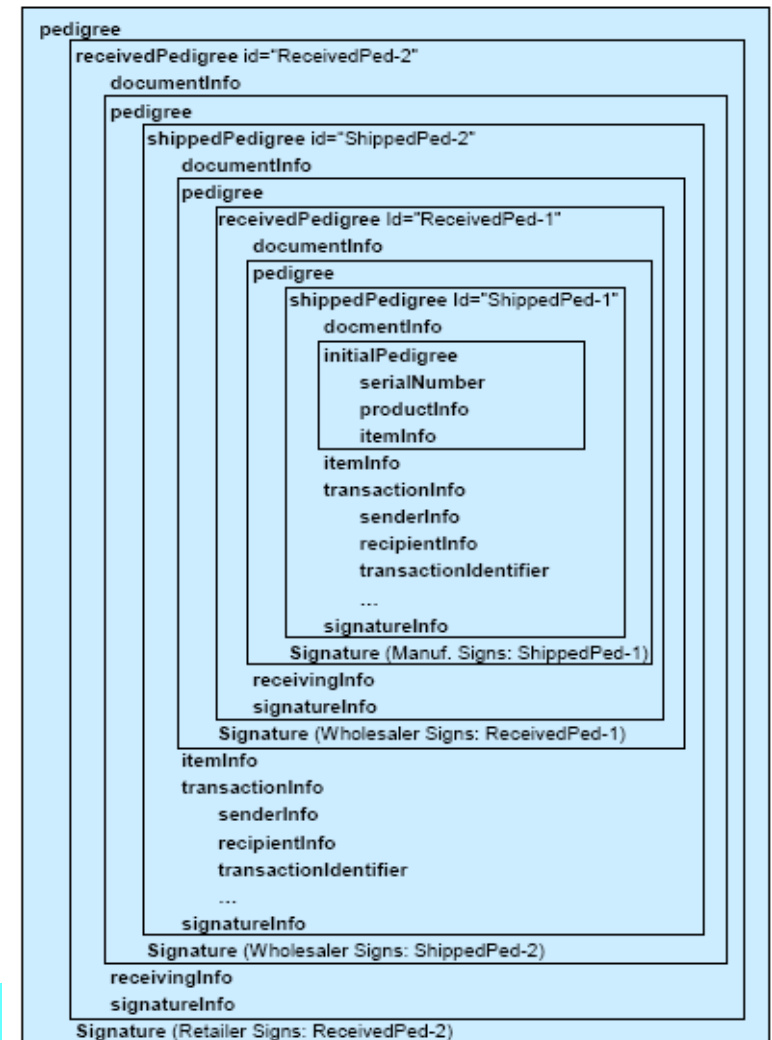 pedigree
receivedPedigree id="ReceivedPed-2"
documentInfo
pedigree
shippedPedigree id="ShippedPed-2"
documentInfo
pedigree
receivedPedigree Id="ReceivedPed-1"
documentInfo
pedigree
shippedPedigree Id="ShippedPed-1"
docmentInfo
initialPedigree
serialNumber
productInfo
itemInfo
itemInfo
transactionInfo
senderInfo
recipientInfo
transactionIdentifier
...
signatureInfo
Signature (Manuf. Signs: ShippedPed-1)
receivingInfo
signatureInfo
Signature (Wholesaler Signs: ReceivedPed-1)
itemInfo
transactionInfo
senderInfo
recipientInfo
transactionIdentifier
...
signatureInfo
Signature (Wholesaler Signs: ShippedPed-2)
receivingInfo
signatureInfo
Signature (Retailer Signs: ReceivedPed-2)